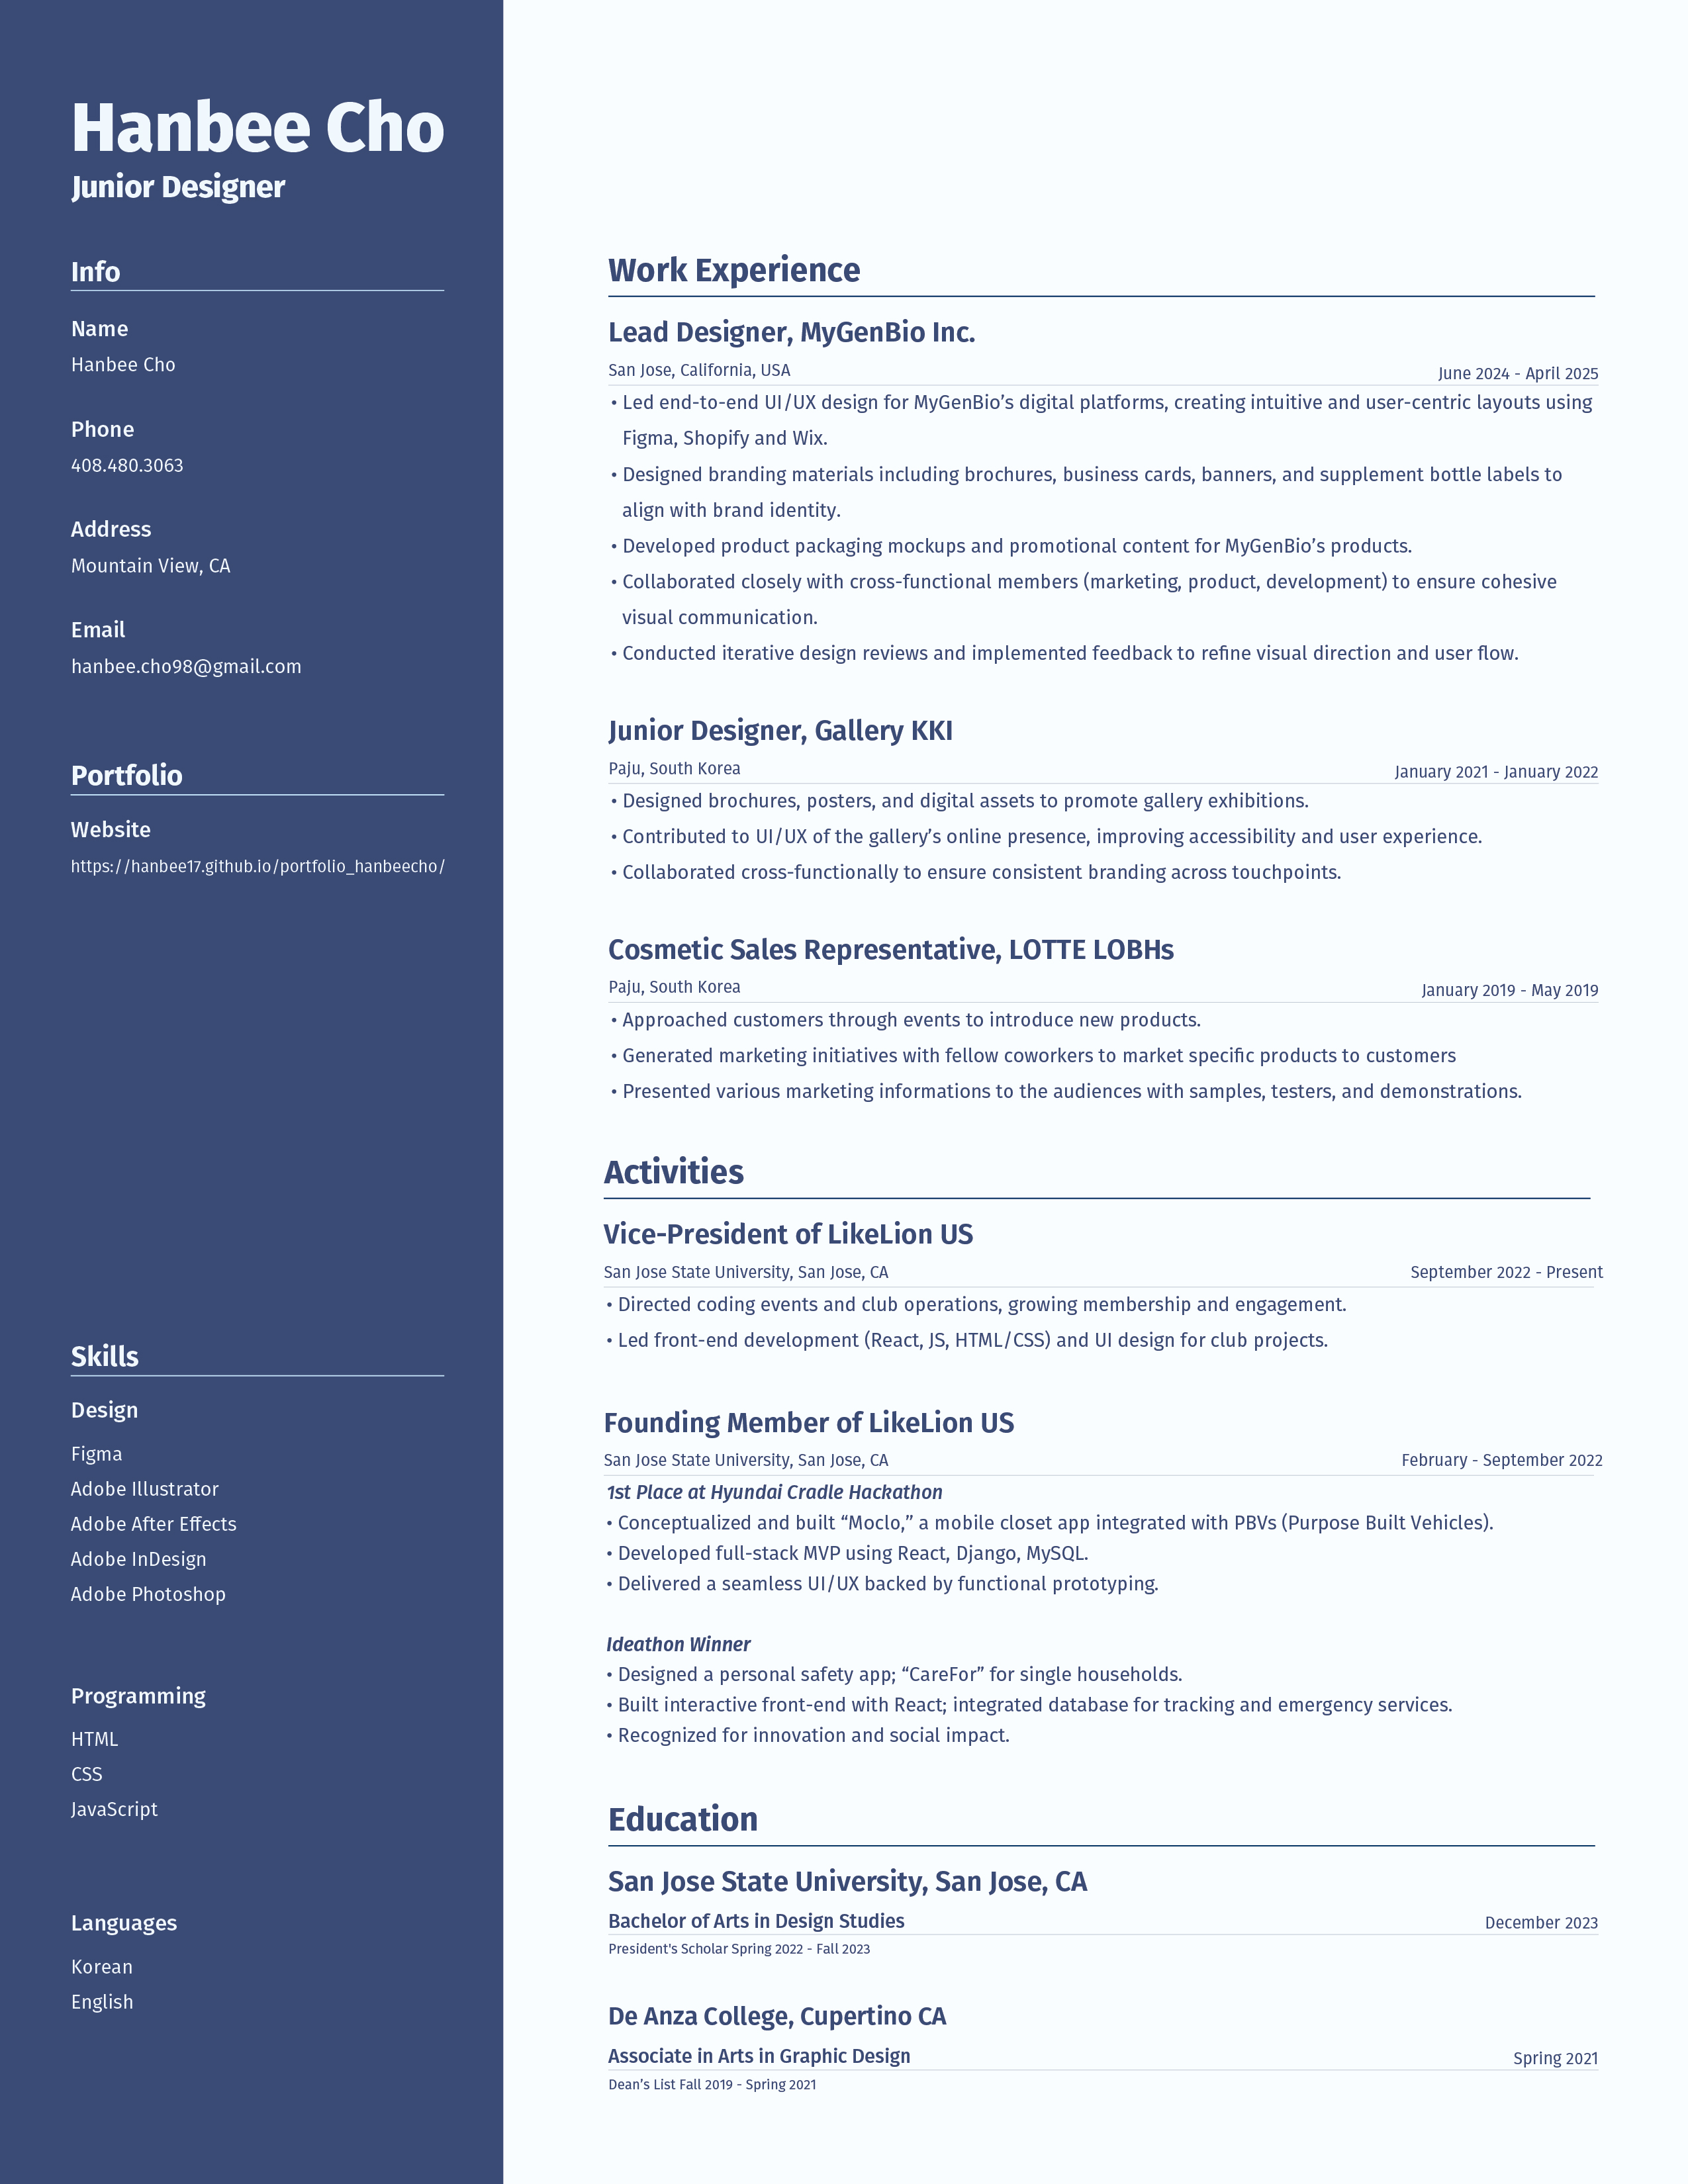 Hanbee Cho
Junior Designer
Info
Name
Hanbee Cho
Phone
408.480.3063
Address
Mountain View, CA
Email
hanbee.cho98@gmail.com
Portfolio
Website
https://hanbee17.github.io/portfolio_hanbeecho/
Skills
Design
Figma
Adobe Illustrator
Adobe After Effects
Adobe InDesign
Adobe Photoshop
Programming
HTML
CSS
JavaScript
Languages
Korean
English
Work Experience
Lead Designer, MyGenBio Inc.
San Jose, California, USA June 2024 - April 2025
• Led end-to-end UI/UX design for MyGenBio’s digital platforms, creating intuitive and user-centric layouts using
Figma, Shopify and Wix.
• Designed branding materials including brochures, business cards, banners, and supplement bottle labels to
align with brand identity.
• Developed product packaging mockups and promotional content for MyGenBio’s products.
• Collaborated closely with cross-functional members (marketing, product, development) to ensure cohesive
visual communication.
• Conducted iterative design reviews and implemented feedback to refine visual direction and user flow.
Junior Designer, Gallery KKI
Paju, South Korea January 2021 - January 2022
• Designed brochures, posters, and digital assets to promote gallery exhibitions.
• Contributed to UI/UX of the gallery’s online presence, improving accessibility and user experience.
• Collaborated cross-functionally to ensure consistent branding across touchpoints.
Cosmetic Sales Representative, LOTTE LOBHs
Paju, South Korea January 2019 - May 2019
• Approached customers through events to introduce new products.
• Generated marketing initiatives with fellow coworkers to market specific products to customers
• Presented various marketing informations to the audiences with samples, testers, and demonstrations.
Activities
Vice-President of LikeLion US
San Jose State University, San Jose, CA September 2022 - Present
• Directed coding events and club operations, growing membership and engagement.
• Led front-end development (React, JS, HTML/CSS) and UI design for club projects.
Founding Member of LikeLion US
San Jose State University, San Jose, CA February - September 2022
1st Place at Hyundai Cradle Hackathon
• Conceptualized and built “Moclo,” a mobile closet app integrated with PBVs (Purpose Built Vehicles).
• Developed full-stack MVP using React, Django, MySQL.
• Delivered a seamless UI/UX backed by functional prototyping.
Ideathon Winner
• Designed a personal safety app; “CareFor” for single households.
• Built interactive front-end with React; integrated database for tracking and emergency services.
• Recognized for innovation and social impact.
Education
San Jose State University, San Jose, CA
Bachelor of Arts in Design Studies December 2023
President's Scholar Spring 2022 - Fall 2023
De Anza College, Cupertino CA
Associate in Arts in Graphic Design Spring 2021
Dean’s List Fall 2019 - Spring 2021